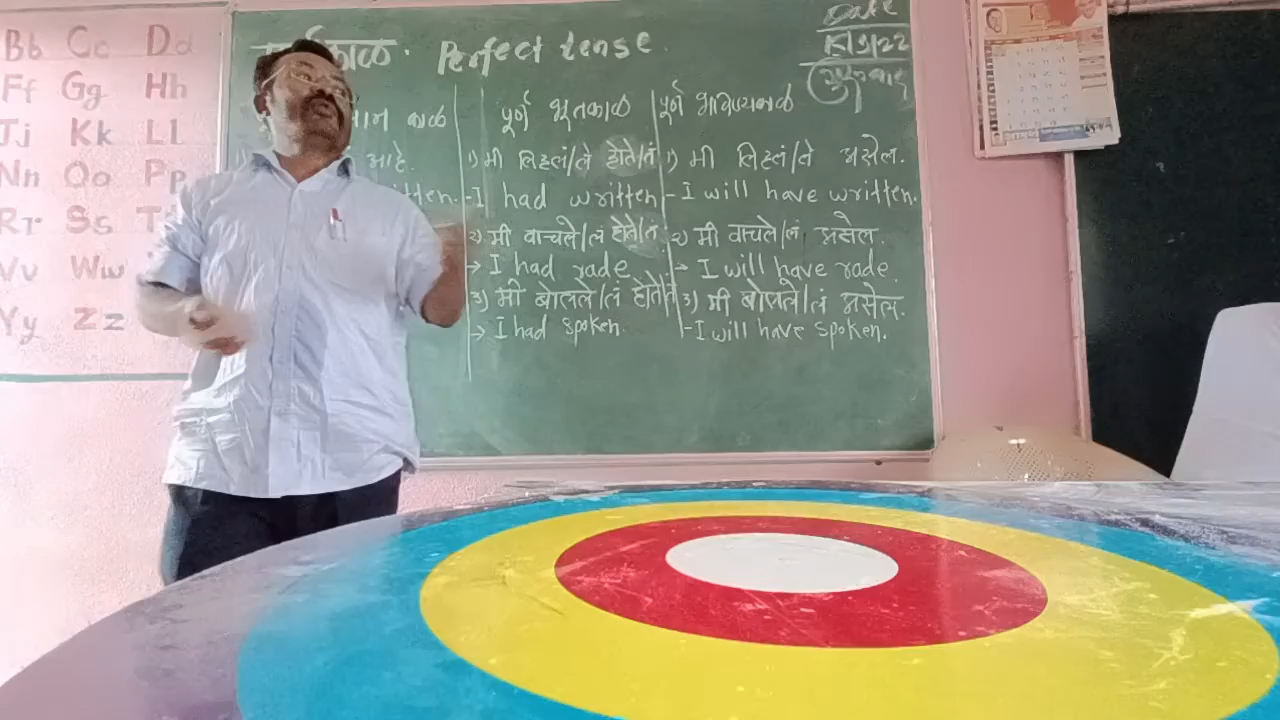 Bb Cc Dd
Ff Gg Hh
Jj Kk Ll
Nn Oo Pp
Rr Ss T
Vv Ww
Yy Zz
काळ. Perfect tense.
Date
गुरुवार
मान काळ
आहे.
पूर्ण भूतकाळ
१) मी लिहलं/ले होते/तं
- I had written
२) मी वाचले/लं होते/तं
→ I had rade
३) मी बोलले/लं होते/तं
→ I had spoken.
पूर्ण भविष्यकाळ
१) मी लिहलं/ले असेल.
- I will have written.
२) मी वाचले/लं असेल.
→ I will have rade
३) मी बोलले/लं असेल.
- I will have spoken.